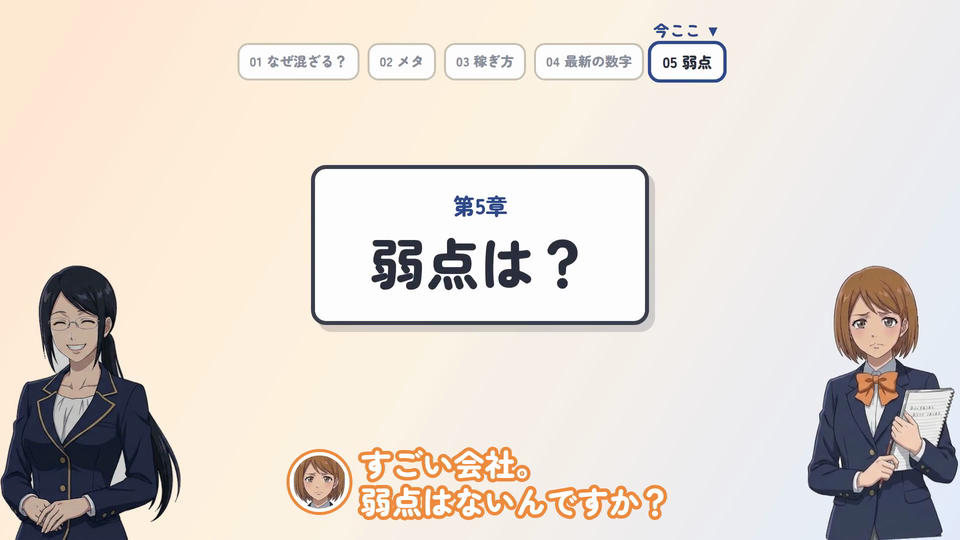 今ここ ▼
01 なぜ混ざる？
02 メタ
03 稼ぎ方
04 最新の数字
05 弱点
第5章
弱点は？
すごい会社。
弱点はないんですか？